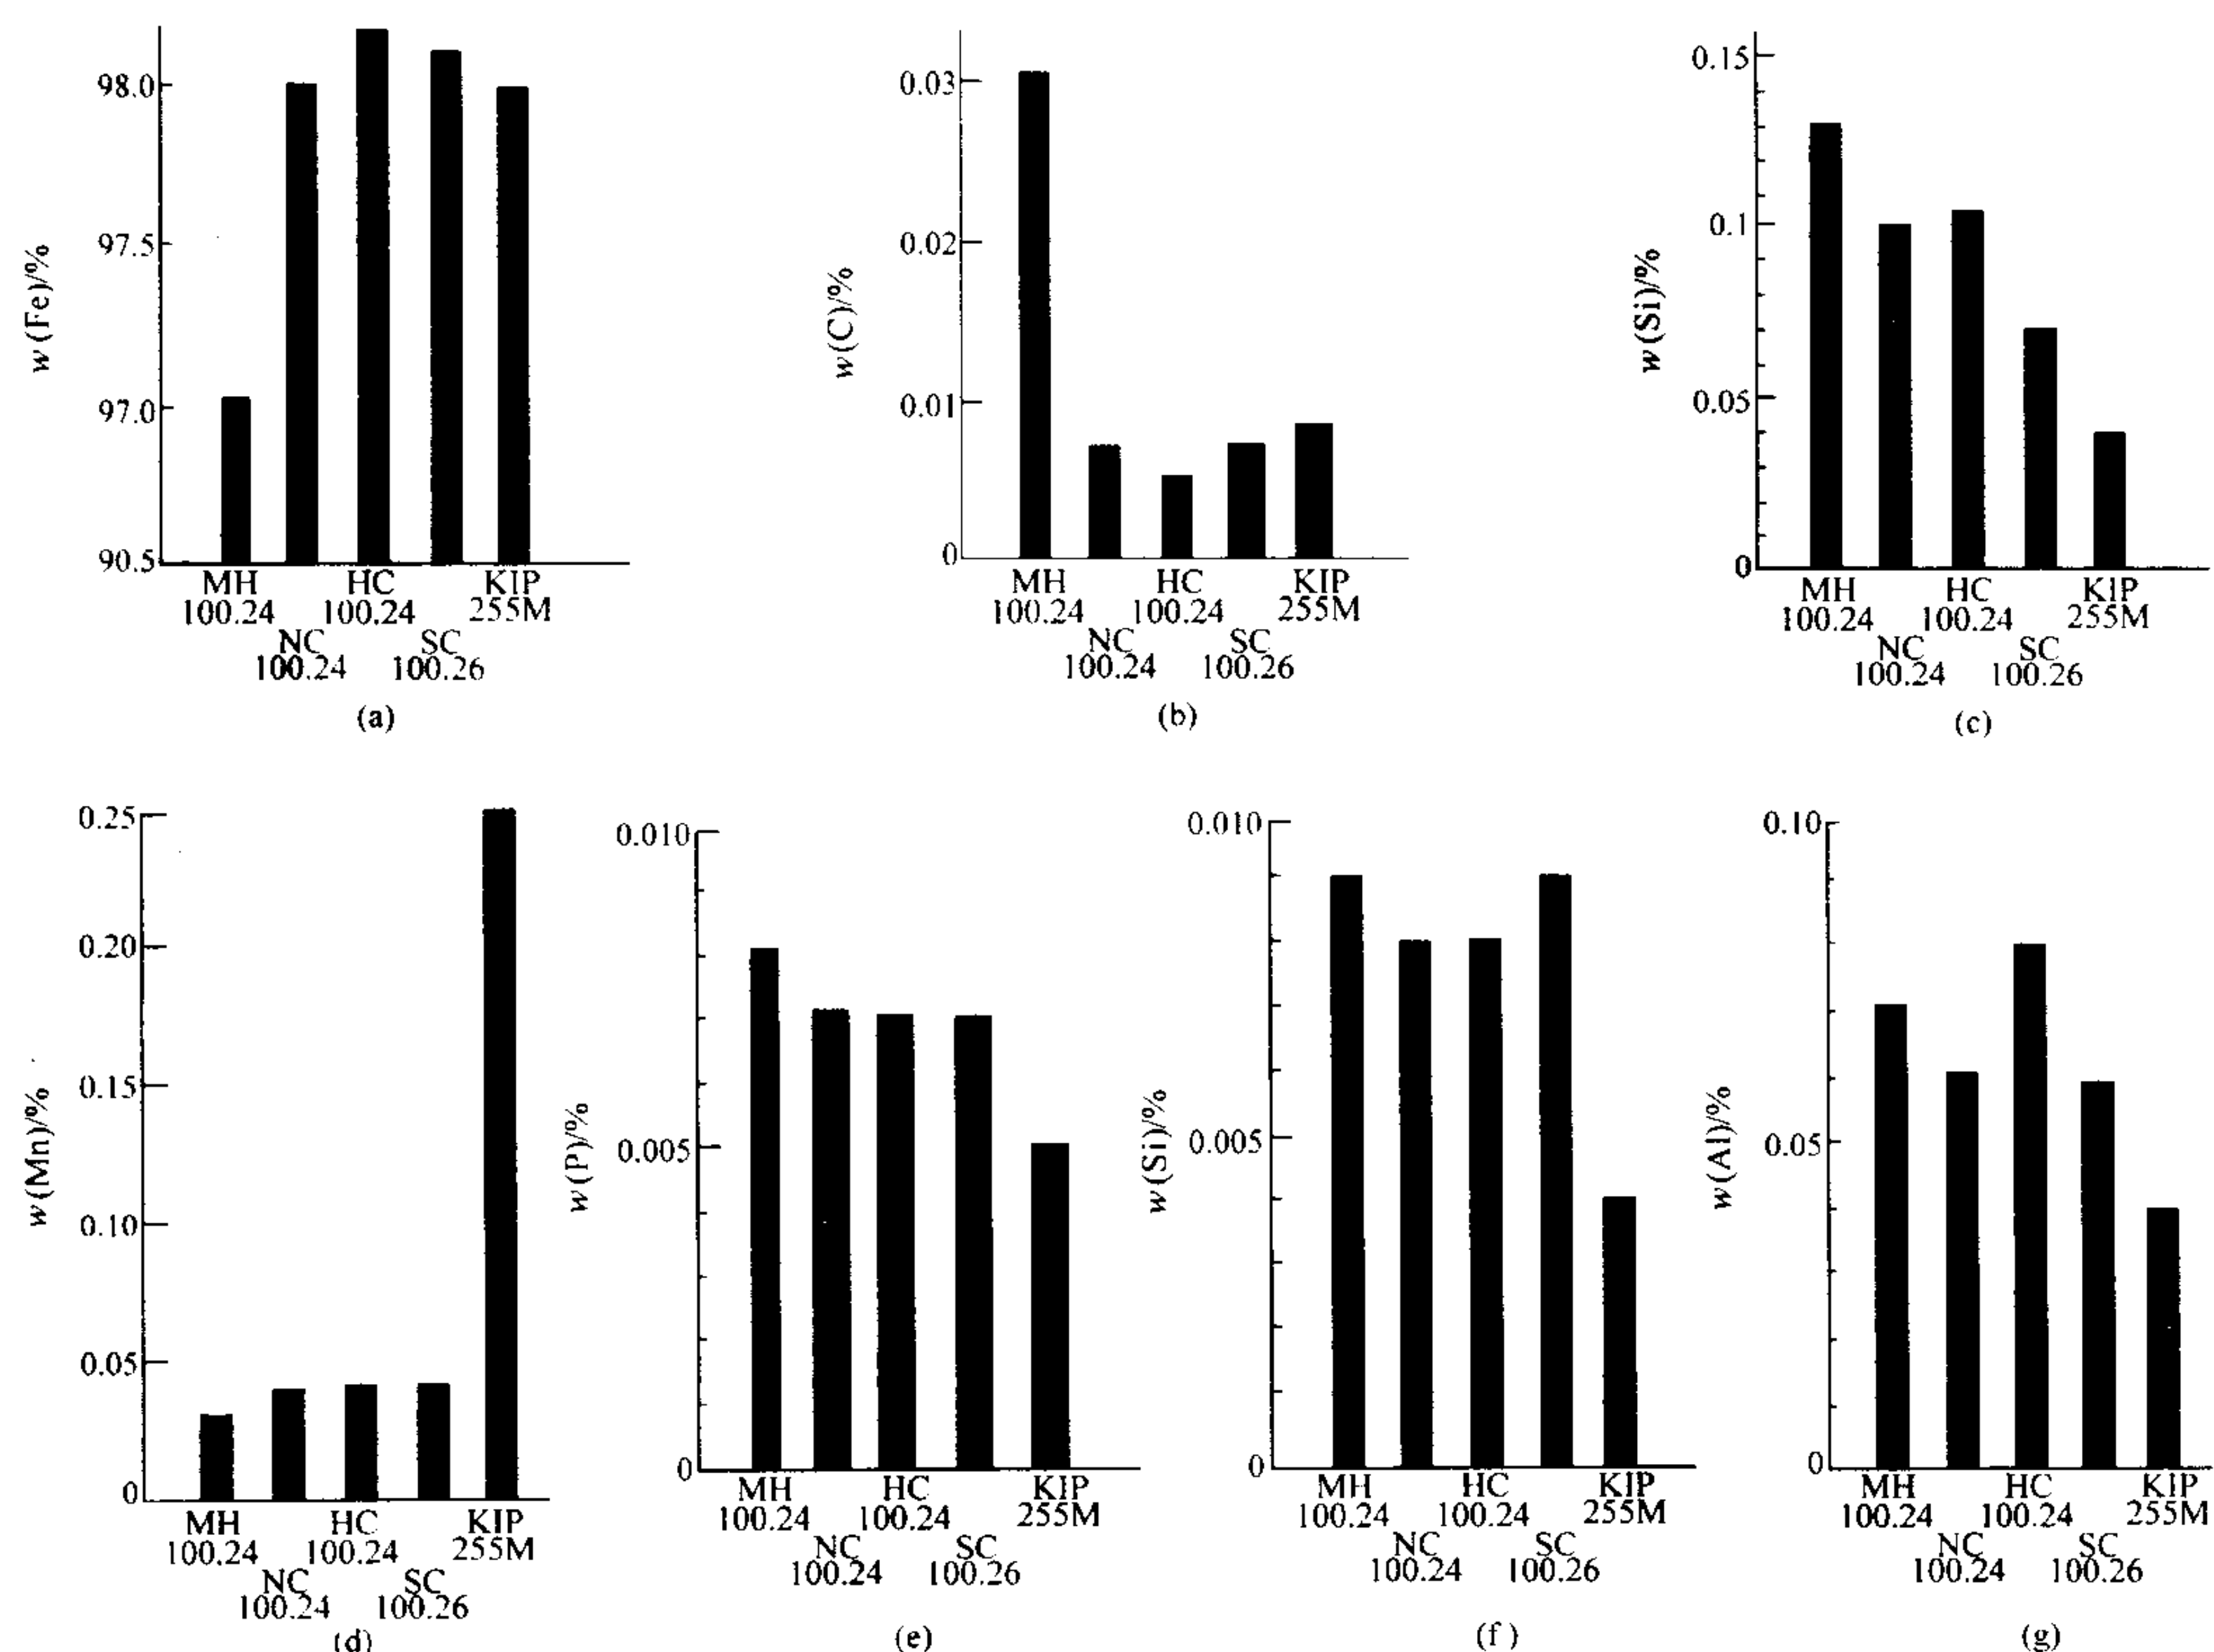 w(Fe)/%
98.0
97.5
97.0
90.5
MH HC KIP
100.24 100.24 255M
NC SC
100.24 100.26
(a)
w(C)/%
0.03
0.02
0.01
0
MH HC KIP
100.24 100.24 255M
NC SC
100.24 100.26
(b)
w(Si)/%
0.15
0.1
0.05
0
MH HC KIP
100.24 100.24 255M
NC SC
100.24 100.26
(c)
w(Mn)/%
0.25
0.20
0.15
0.10
0.05
0
MH HC KIP
100.24 100.24 255M
NC SC
100.24 100.26
(d)
w(P)/%
0.010
0.005
0
MH HC KIP
100.24 100.24 255M
NC SC
100.24 100.26
(e)
w(Si)/%
0.010
0.005
0
MH HC KIP
100.24 100.24 255M
NC SC
100.24 100.26
(f)
w(Al)/%
0.10
0.05
0
MH HC KIP
100.24 100.24 255M
NC SC
100.24 100.26
(g)